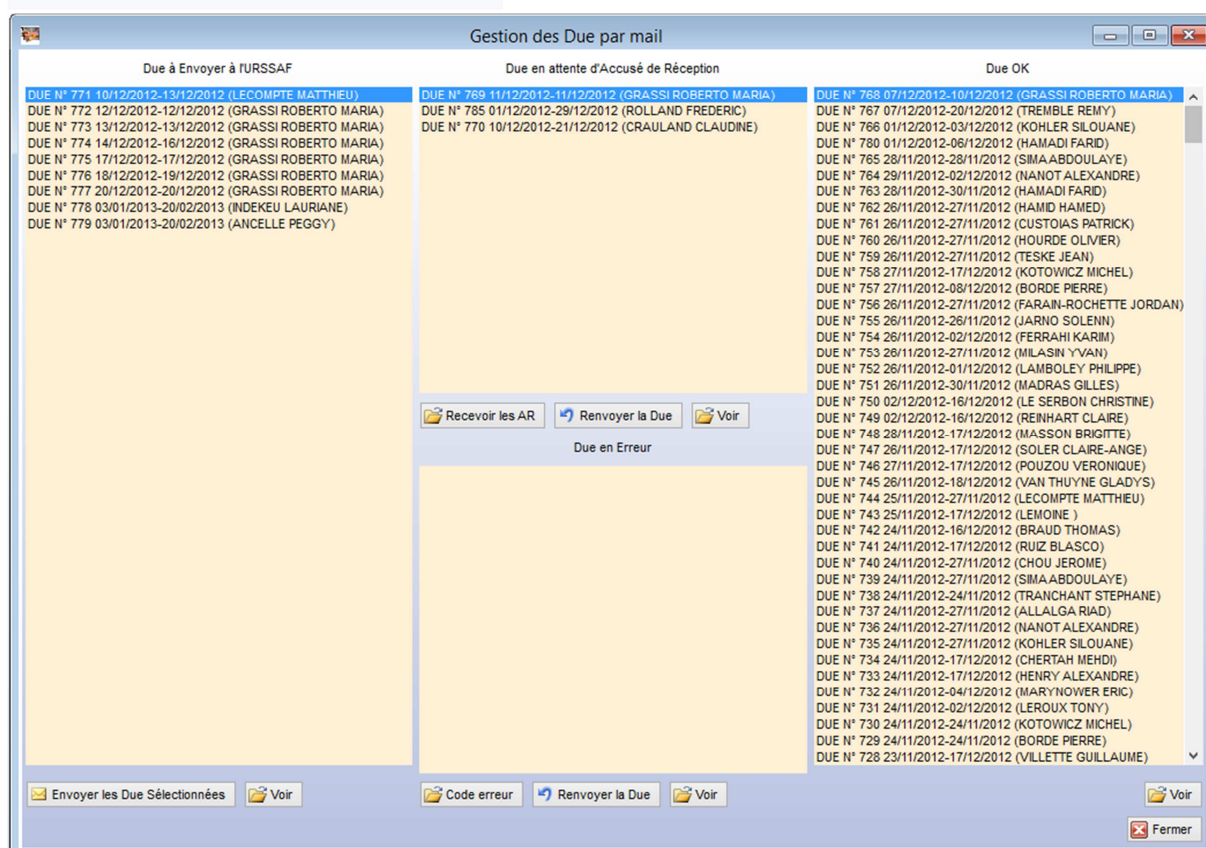 Gestion des Due par mail
Due à Envoyer à l'URSSAF
DUE N° 771 10/12/2012-13/12/2012 (LECOMPTE MATTHIEU)
DUE N° 772 12/12/2012-12/12/2012 (GRASSI ROBERTO MARIA)
DUE N° 773 13/12/2012-13/12/2012 (GRASSI ROBERTO MARIA)
DUE N° 774 14/12/2012-16/12/2012 (GRASSI ROBERTO MARIA)
DUE N° 775 17/12/2012-17/12/2012 (GRASSI ROBERTO MARIA)
DUE N° 776 18/12/2012-19/12/2012 (GRASSI ROBERTO MARIA)
DUE N° 777 20/12/2012-20/12/2012 (GRASSI ROBERTO MARIA)
DUE N° 778 03/01/2013-20/02/2013 (INDEKEU LAURIANE)
DUE N° 779 03/01/2013-20/02/2013 (ANCELLE PEGGY)
Envoyer les Due Sélectionnées
Voir
Due en attente d'Accusé de Réception
DUE N° 769 11/12/2012-11/12/2012 (GRASSI ROBERTO MARIA)
DUE N° 785 01/12/2012-29/12/2012 (ROLLAND FREDERIC)
DUE N° 770 10/12/2012-21/12/2012 (CRAULAND CLAUDINE)
Recevoir les AR
Renvoyer la Due
Voir
Due en Erreur
Code erreur
Renvoyer la Due
Voir
Due OK
DUE N° 768 07/12/2012-10/12/2012 (GRASSI ROBERTO MARIA)
DUE N° 767 07/12/2012-20/12/2012 (TREMBLE REMY)
DUE N° 766 01/12/2012-03/12/2012 (KOHLER SILOUANE)
DUE N° 780 01/12/2012-06/12/2012 (HAMADI FARID)
DUE N° 765 28/11/2012-28/11/2012 (SIMA ABDOULAYE)
DUE N° 764 29/11/2012-02/12/2012 (NANOT ALEXANDRE)
DUE N° 763 28/11/2012-30/11/2012 (HAMADI FARID)
DUE N° 762 26/11/2012-27/11/2012 (HAMID HAMED)
DUE N° 761 26/11/2012-27/11/2012 (CUSTOIAS PATRICK)
DUE N° 760 26/11/2012-27/11/2012 (HOURDE OLIVIER)
DUE N° 759 26/11/2012-27/11/2012 (TESKE JEAN)
DUE N° 758 27/11/2012-17/12/2012 (KOTOWICZ MICHEL)
DUE N° 757 27/11/2012-08/12/2012 (BORDE PIERRE)
DUE N° 756 26/11/2012-27/11/2012 (FARAIN-ROCHETTE JORDAN)
DUE N° 755 26/11/2012-26/11/2012 (JARNO SOLENN)
DUE N° 754 26/11/2012-02/12/2012 (FERRAHI KARIM)
DUE N° 753 26/11/2012-27/11/2012 (MILASIN YVAN)
DUE N° 752 26/11/2012-01/12/2012 (LAMBOLEY PHILIPPE)
DUE N° 751 26/11/2012-30/11/2012 (MADRAS GILLES)
DUE N° 750 02/12/2012-16/12/2012 (LE SERBON CHRISTINE)
DUE N° 749 02/12/2012-16/12/2012 (REINHART CLAIRE)
DUE N° 748 28/11/2012-17/12/2012 (MASSON BRIGITTE)
DUE N° 747 26/11/2012-17/12/2012 (SOLER CLAIRE-ANGE)
DUE N° 746 27/11/2012-17/12/2012 (POUZOU VERONIQUE)
DUE N° 745 26/11/2012-18/12/2012 (VAN THUYNE GLADYS)
DUE N° 744 25/11/2012-27/11/2012 (LECOMPTE MATTHIEU)
DUE N° 743 25/11/2012-17/12/2012 (LEMOINE )
DUE N° 742 24/11/2012-16/12/2012 (BRAUD THOMAS)
DUE N° 741 24/11/2012-17/12/2012 (RUIZ BLASCO)
DUE N° 740 24/11/2012-27/11/2012 (CHOU JEROME)
DUE N° 739 24/11/2012-27/11/2012 (SIMA ABDOULAYE)
DUE N° 738 24/11/2012-24/11/2012 (TRANCHANT STEPHANE)
DUE N° 737 24/11/2012-27/11/2012 (ALLALGA RIAD)
DUE N° 736 24/11/2012-27/11/2012 (NANOT ALEXANDRE)
DUE N° 735 24/11/2012-27/11/2012 (KOHLER SILOUANE)
DUE N° 734 24/11/2012-17/12/2012 (CHERTAH MEHDI)
DUE N° 733 24/11/2012-17/12/2012 (HENRY ALEXANDRE)
DUE N° 732 24/11/2012-04/12/2012 (MARYNOWER ERIC)
DUE N° 731 24/11/2012-02/12/2012 (LEROUX TONY)
DUE N° 730 24/11/2012-24/11/2012 (KOTOWICZ MICHEL)
DUE N° 729 24/11/2012-24/11/2012 (BORDE PIERRE)
DUE N° 728 23/11/2012-17/12/2012 (VILLETTE GUILLAUME)
Voir
Fermer